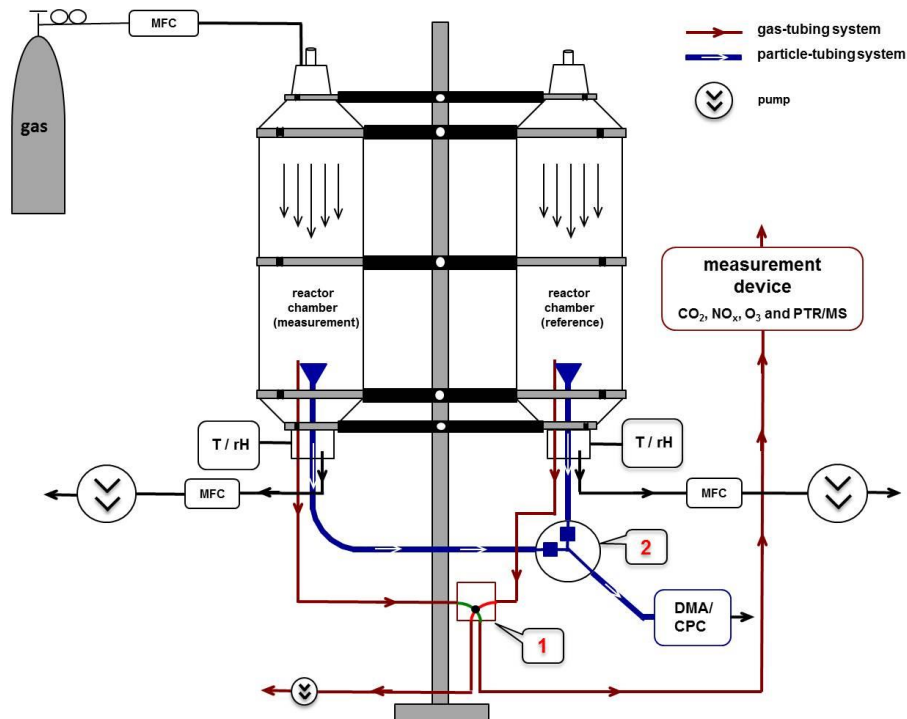 MFC
gas-tubing system
particle-tubing system
pump
gas
measurement
device
CO₂, NOₓ, O₃ and PTR/MS
reactor
chamber
(measurement)
reactor
chamber
(reference)
T / rH
T / rH
MFC
MFC
2
DMA/
CPC
1